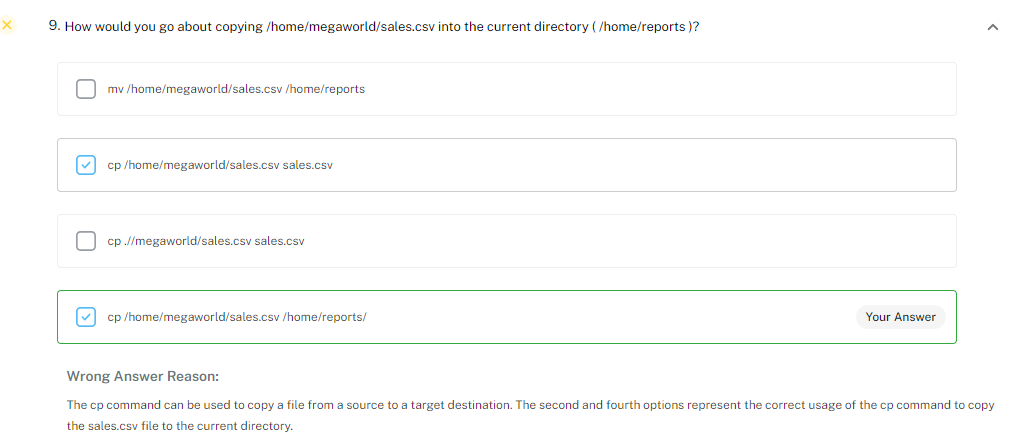 9. How would you go about copying /home/megaworld/sales.csv into the current directory ( /home/reports )?
mv /home/megaworld/sales.csv /home/reports
cp /home/megaworld/sales.csv sales.csv
cp .//megaworld/sales.csv sales.csv
cp /home/megaworld/sales.csv /home/reports/
Your Answer
Wrong Answer Reason:
The cp command can be used to copy a file from a source to a target destination. The second and fourth options represent the correct usage of the cp command to copy
the sales.csv file to the current directory.